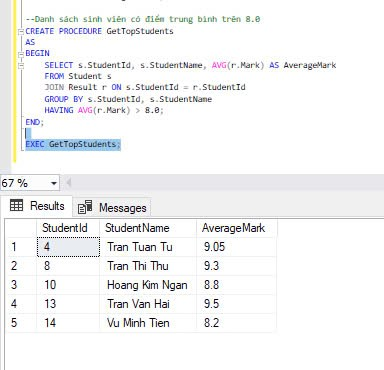 --Danh sách sinh viên có điểm trung bình trên 8.0
CREATE PROCEDURE GetTopStudents
AS
BEGIN
SELECT s.StudentId, s.StudentName, AVG(r.Mark) AS AverageMark
FROM Student s
JOIN Result r ON s.StudentId = r.StudentId
GROUP BY s.StudentId, s.StudentName
HAVING AVG(r.Mark) > 8.0;
END;
EXEC GetTopStudents;
67 %
Results Messages
StudentId StudentName AverageMark
1 4 Tran Tuan Tu 9.05
2 8 Tran Thi Thu 9.3
3 10 Hoang Kim Ngan 8.8
4 13 Tran Van Hai 9.5
5 14 Vu Minh Tien 8.2